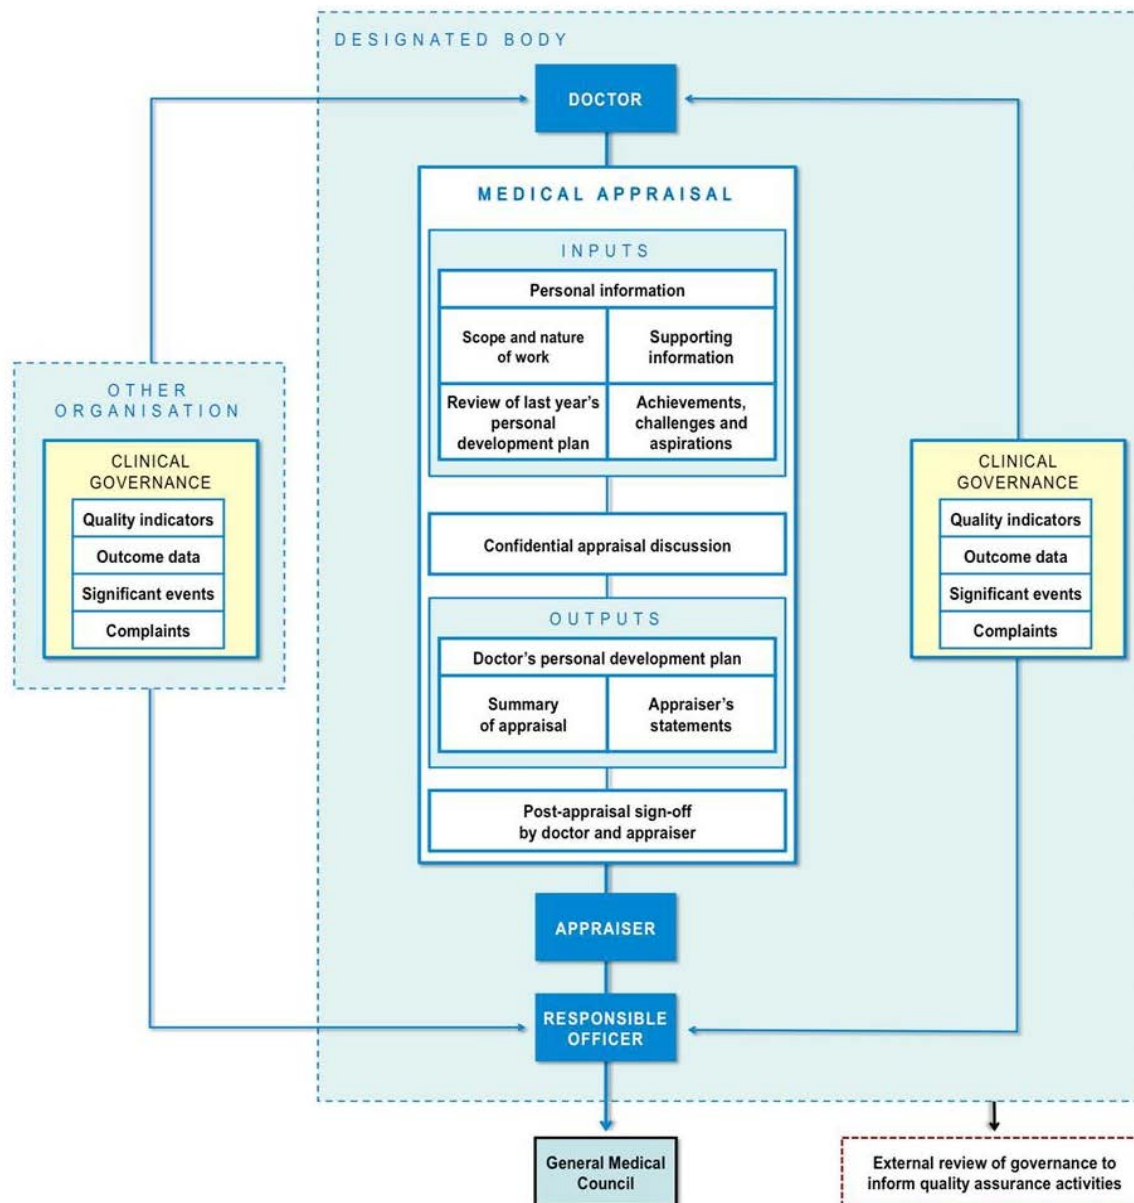 DESIGNATED BODY
DOCTOR
MEDICAL APPRAISAL
INPUTS
Personal information
Scope and nature
of work
Supporting
information
Review of last year's
personal
development plan
Achievements,
challenges and
aspirations
Confidential appraisal discussion
OUTPUTS
Doctor's personal development plan
Summary
of appraisal
Appraiser's
statements
Post-appraisal sign-off
by doctor and appraiser
APPRAISER
RESPONSIBLE
OFFICER
OTHER
ORGANISATION
CLINICAL
GOVERNANCE
Quality indicators
Outcome data
Significant events
Complaints
CLINICAL
GOVERNANCE
Quality indicators
Outcome data
Significant events
Complaints
General Medical
Council
External review of governance to
inform quality assurance activities